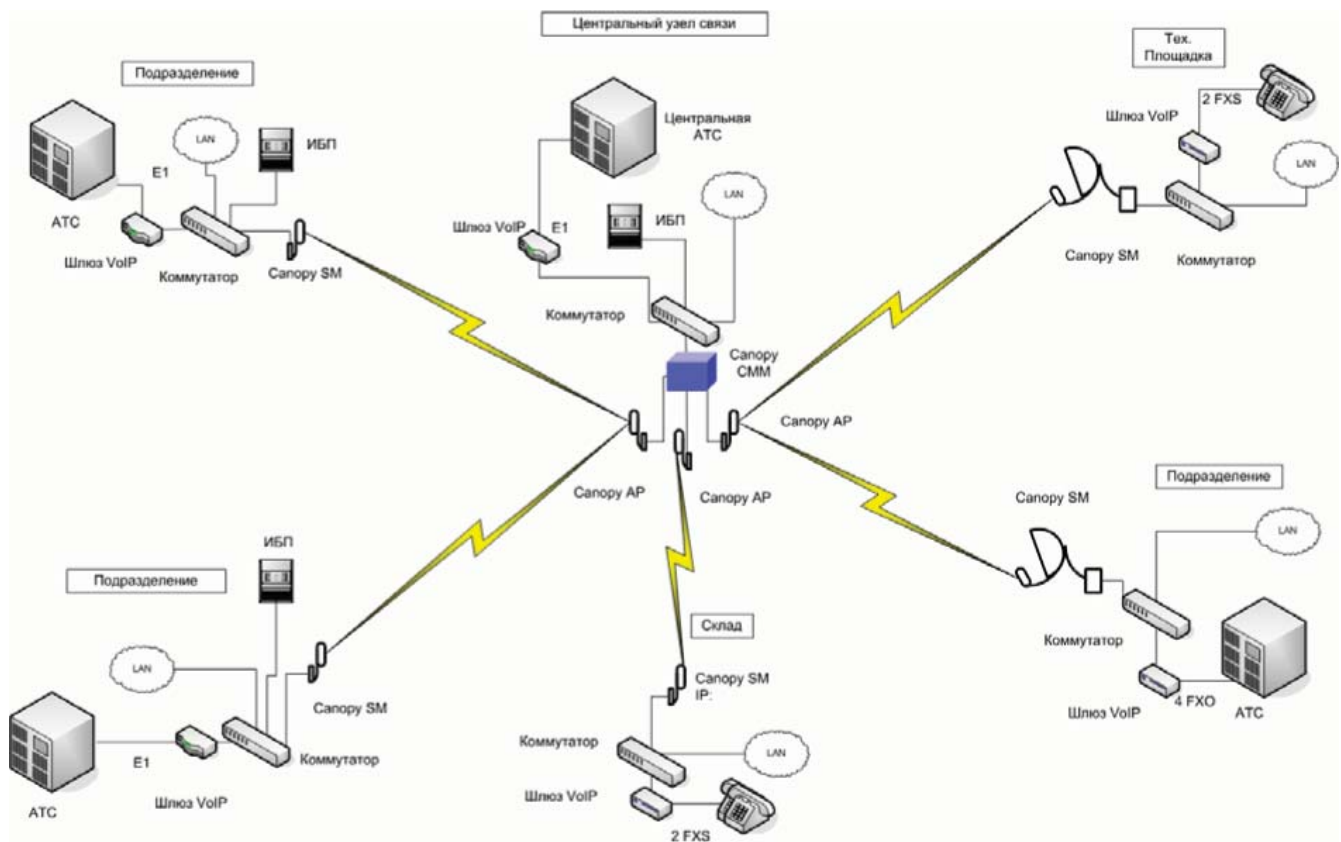 Центральный узел связи
Подразделение
LAN
ИБП
E1
АТС
Шлюз VoIP
Коммутатор
Canopy SM
Центральная
АТС
LAN
ИБП
Шлюз VoIP
E1
Коммутатор
Canopy
CMM
Тех.
Площадка
2 FXS
Шлюз VoIP
LAN
Canopy SM
Коммутатор
Canopy AP
Canopy AP
Canopy AP
Подразделение
ИБП
LAN
Canopy SM
E1
Коммутатор
Шлюз VoIP
АТС
Склад
Canopy SM
IP:
Коммутатор
LAN
Шлюз VoIP
2 FXS
Подразделение
Canopy SM
LAN
Коммутатор
Шлюз VoIP
4 FXO
АТС